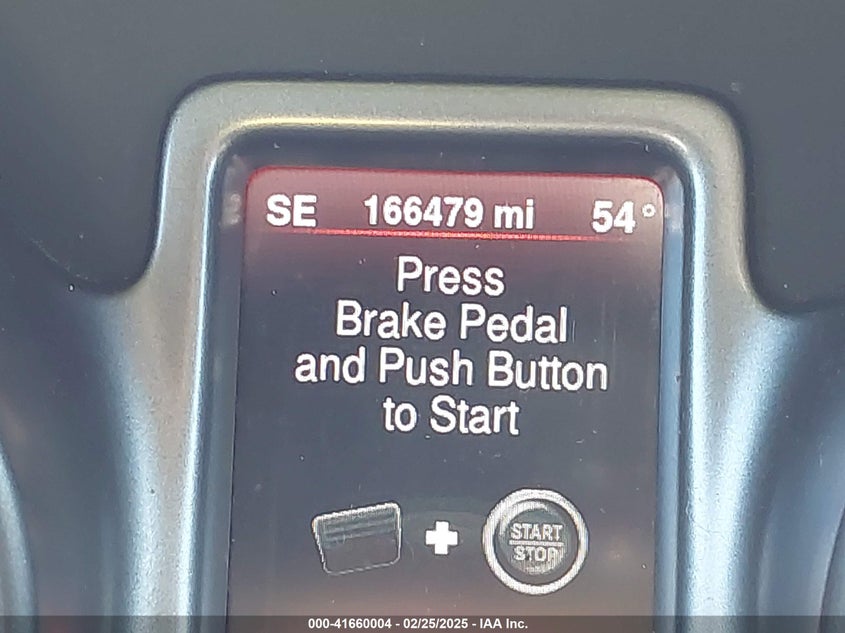 SE 166479 mi 54°
Press
Brake Pedal
and Push Button
to Start
START
STOP
000-41660004 - 02/25/2025 - IAA Inc.